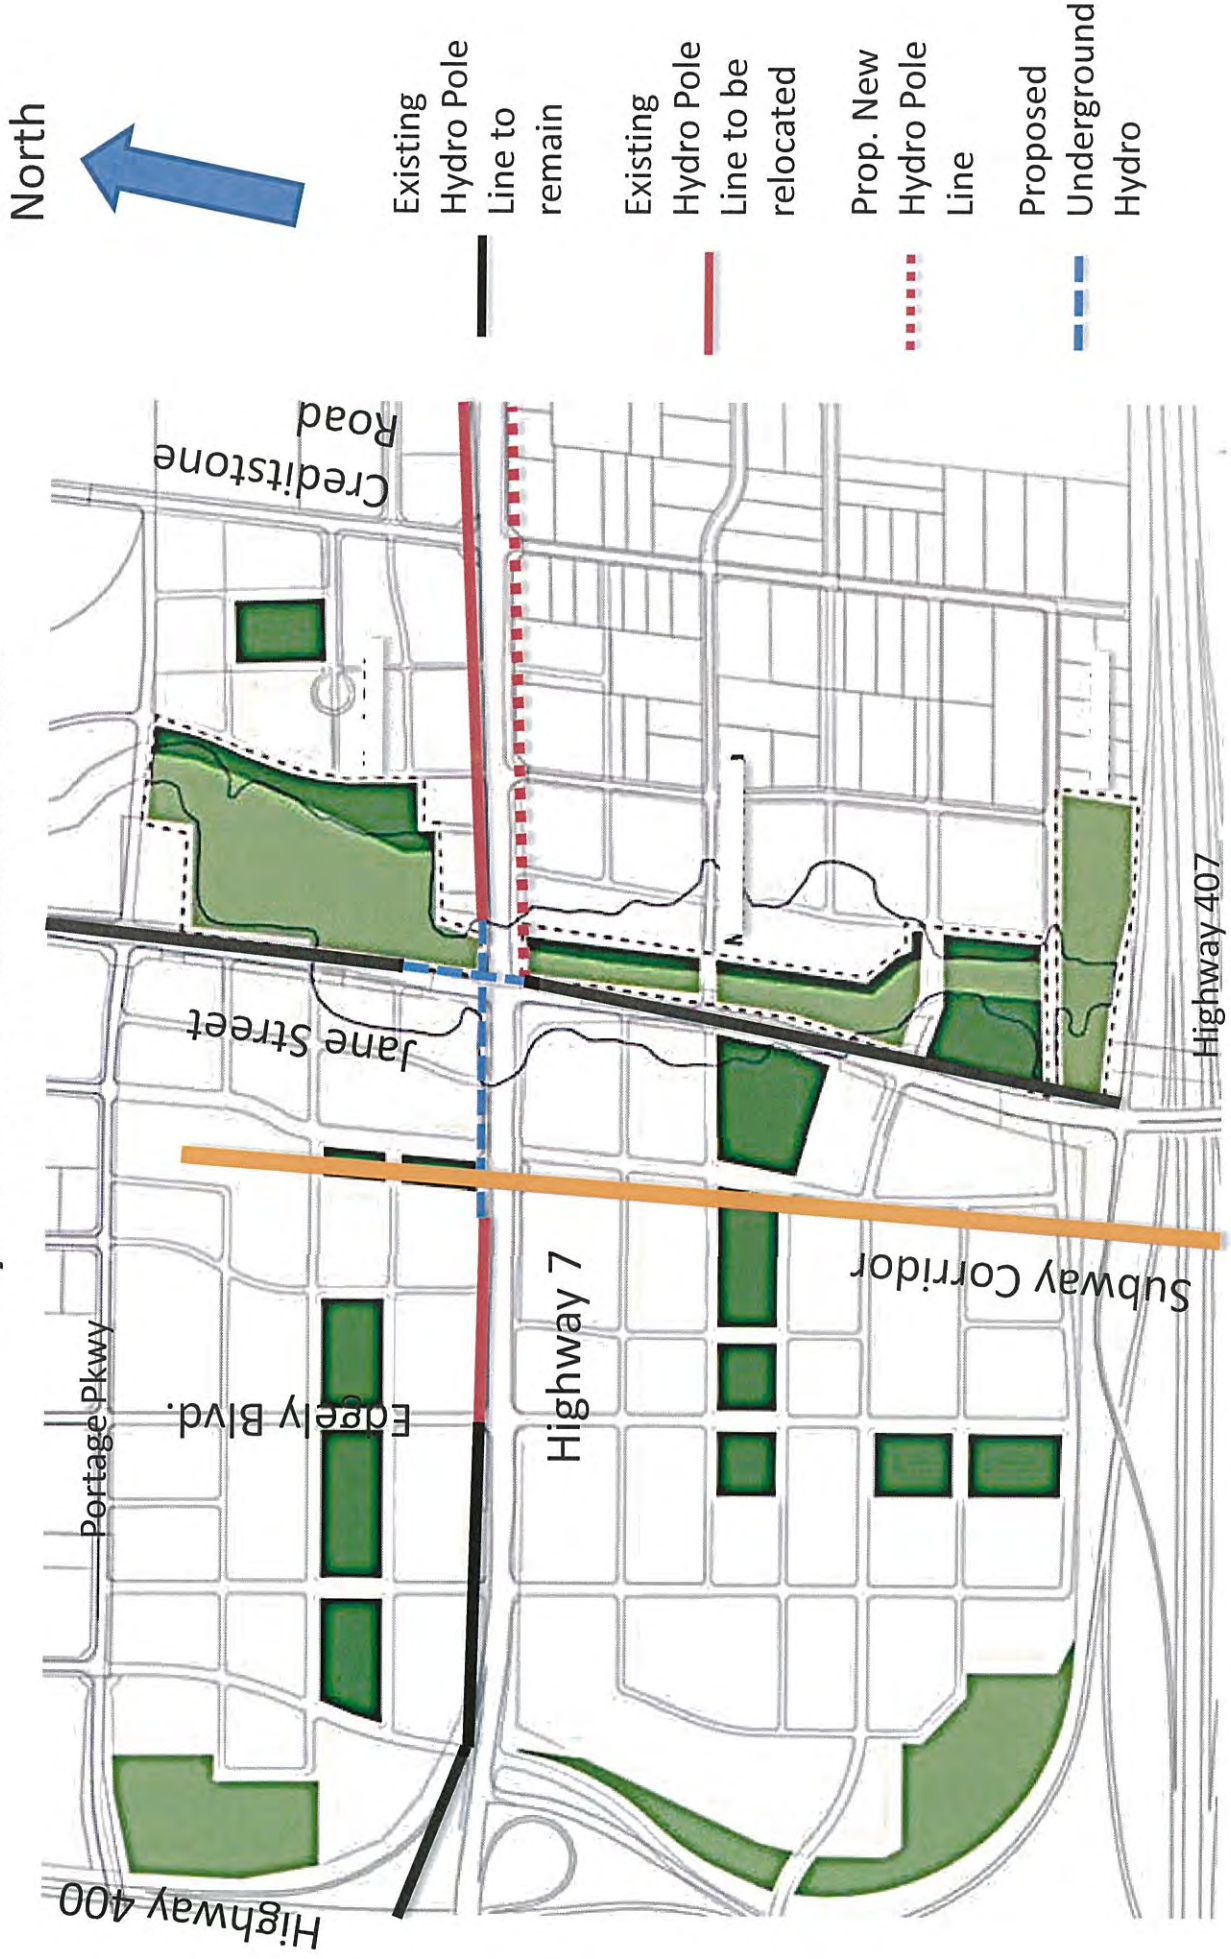 North
Existing
Hydro Pole
Line to
remain
Existing
Hydro Pole
Line to be
relocated
Prop. New
Hydro Pole
Line
Proposed
Underground
Hydro
Creditstone
Road
Jane Street
Portage Pkwy
Edgely Blvd.
Highway 7
Subway Corridor
Highway 400
Highway 407